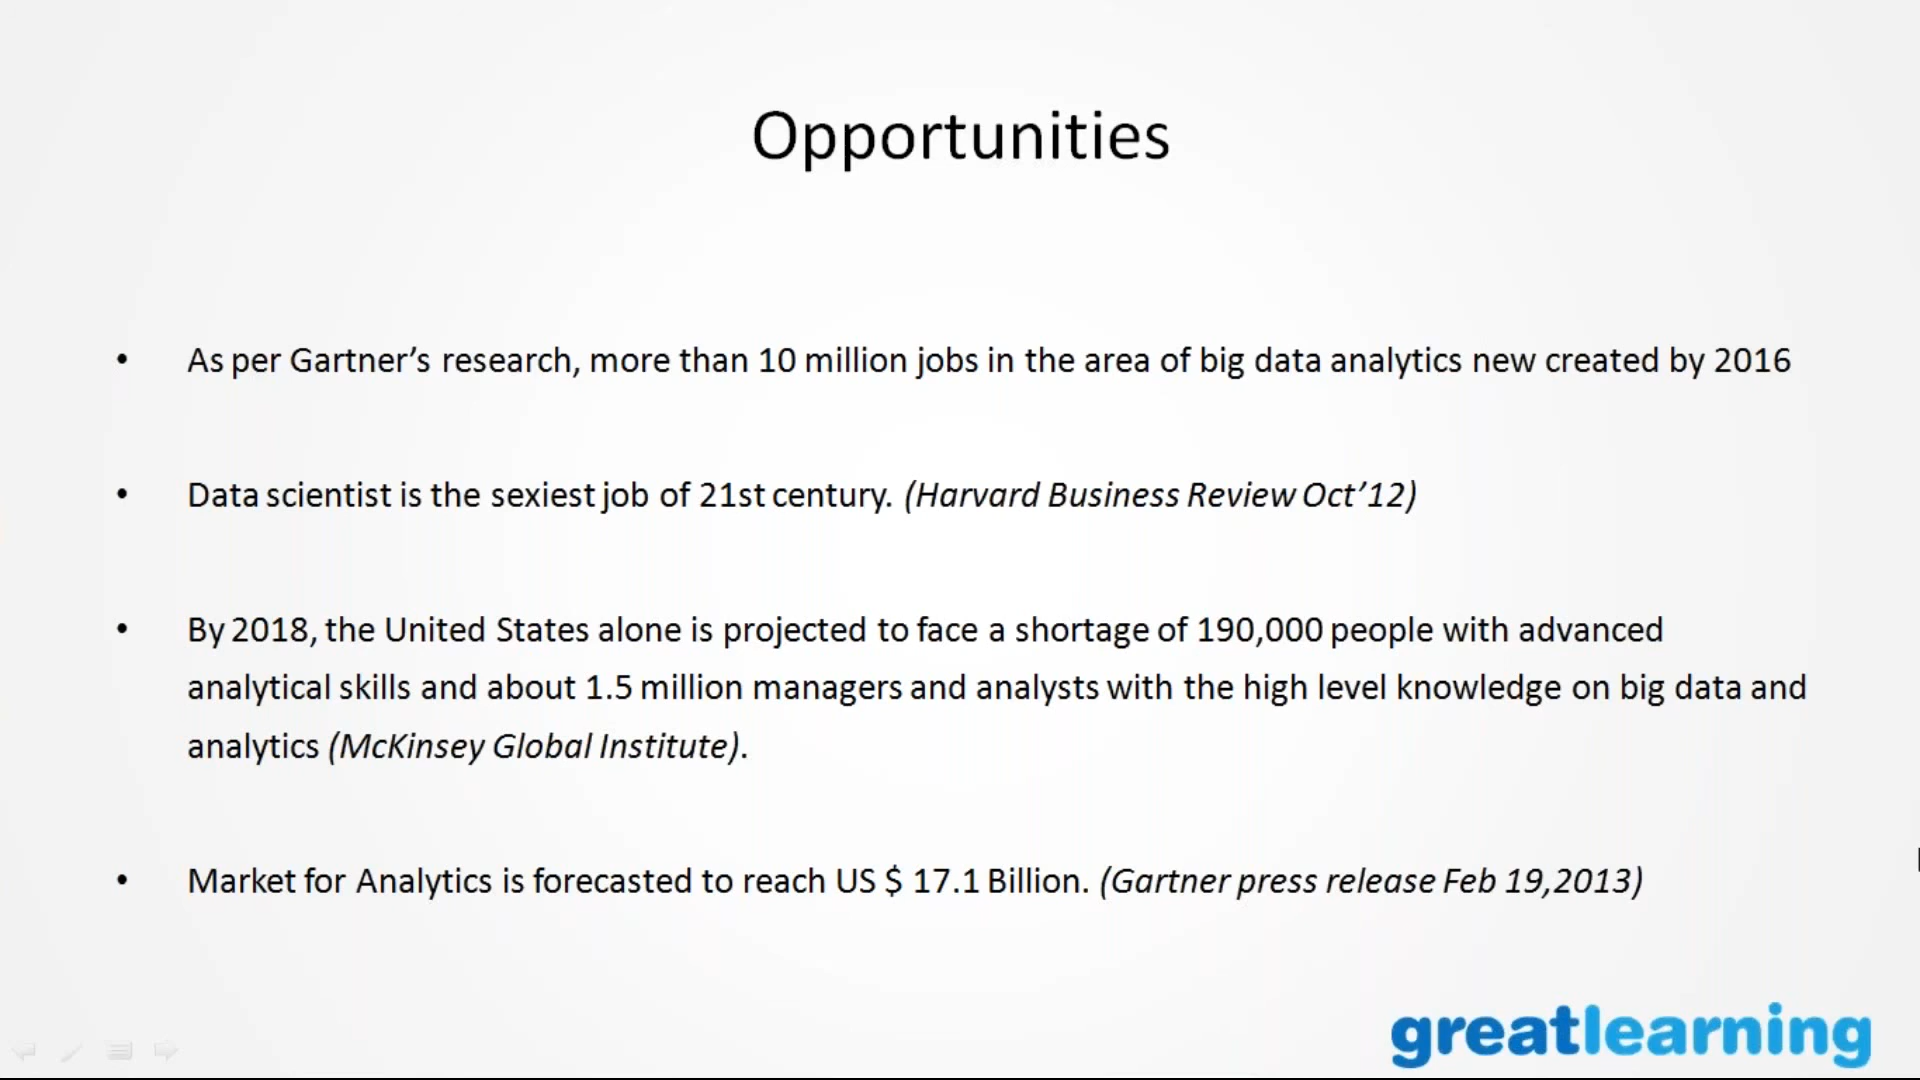 Opportunities
• As per Gartner’s research, more than 10 million jobs in the area of big data analytics new created by 2016
• Data scientist is the sexiest job of 21st century. (Harvard Business Review Oct’12)
• By 2018, the United States alone is projected to face a shortage of 190,000 people with advanced
analytical skills and about 1.5 million managers and analysts with the high level knowledge on big data and
analytics (McKinsey Global Institute).
• Market for Analytics is forecasted to reach US $ 17.1 Billion. (Gartner press release Feb 19,2013)
greatlearning